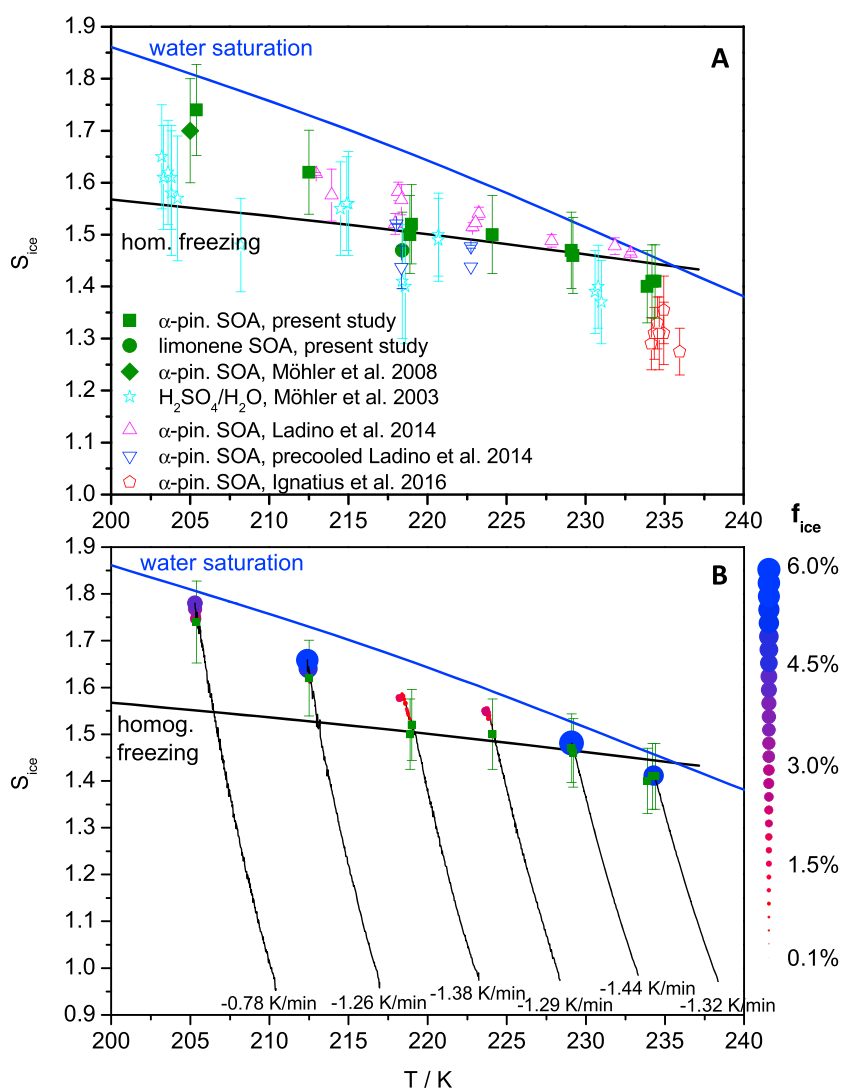 1.9
1.8
1.7
1.6
1.5
1.4
1.3
1.2
1.1
1.0
S_ice
water saturation
A
hom. freezing
α-pin. SOA, present study
limonene SOA, present study
α-pin. SOA, Möhler et al. 2008
H₂SO₄/H₂O, Möhler et al. 2003
α-pin. SOA, Ladino et al. 2014
α-pin. SOA, precooled Ladino et al. 2014
α-pin. SOA, Ignatius et al. 2016
200 205 210 215 220 225 230 235 240
f_ice
6.0%
4.5%
3.0%
1.5%
0.1%
1.9
1.8
1.7
1.6
1.5
1.4
1.3
1.2
1.1
1.0
0.9
S_ice
water saturation
B
homog.
freezing
-0.78 K/min
-1.26 K/min
-1.38 K/min
-1.29 K/min
-1.44 K/min
-1.32 K/min
200 205 210 215 220 225 230 235 240
T / K